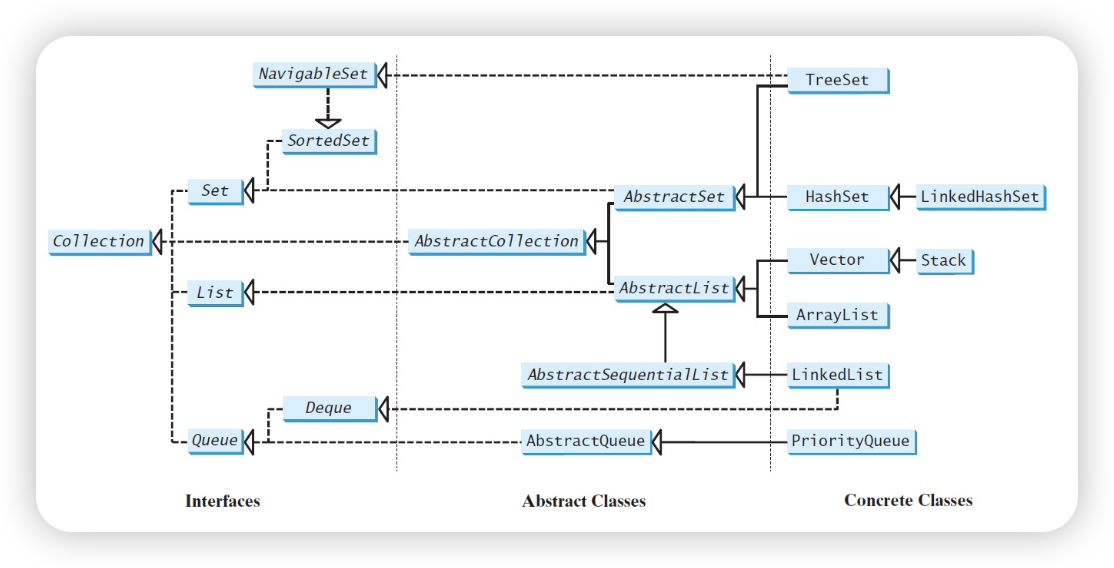 NavigableSet
TreeSet
SortedSet
Set
AbstractSet
HashSet
LinkedHashSet
Collection
AbstractCollection
Vector
Stack
List
AbstractList
ArrayList
AbstractSequentialList
LinkedList
Deque
Queue
AbstractQueue
PriorityQueue
Interfaces
Abstract Classes
Concrete Classes